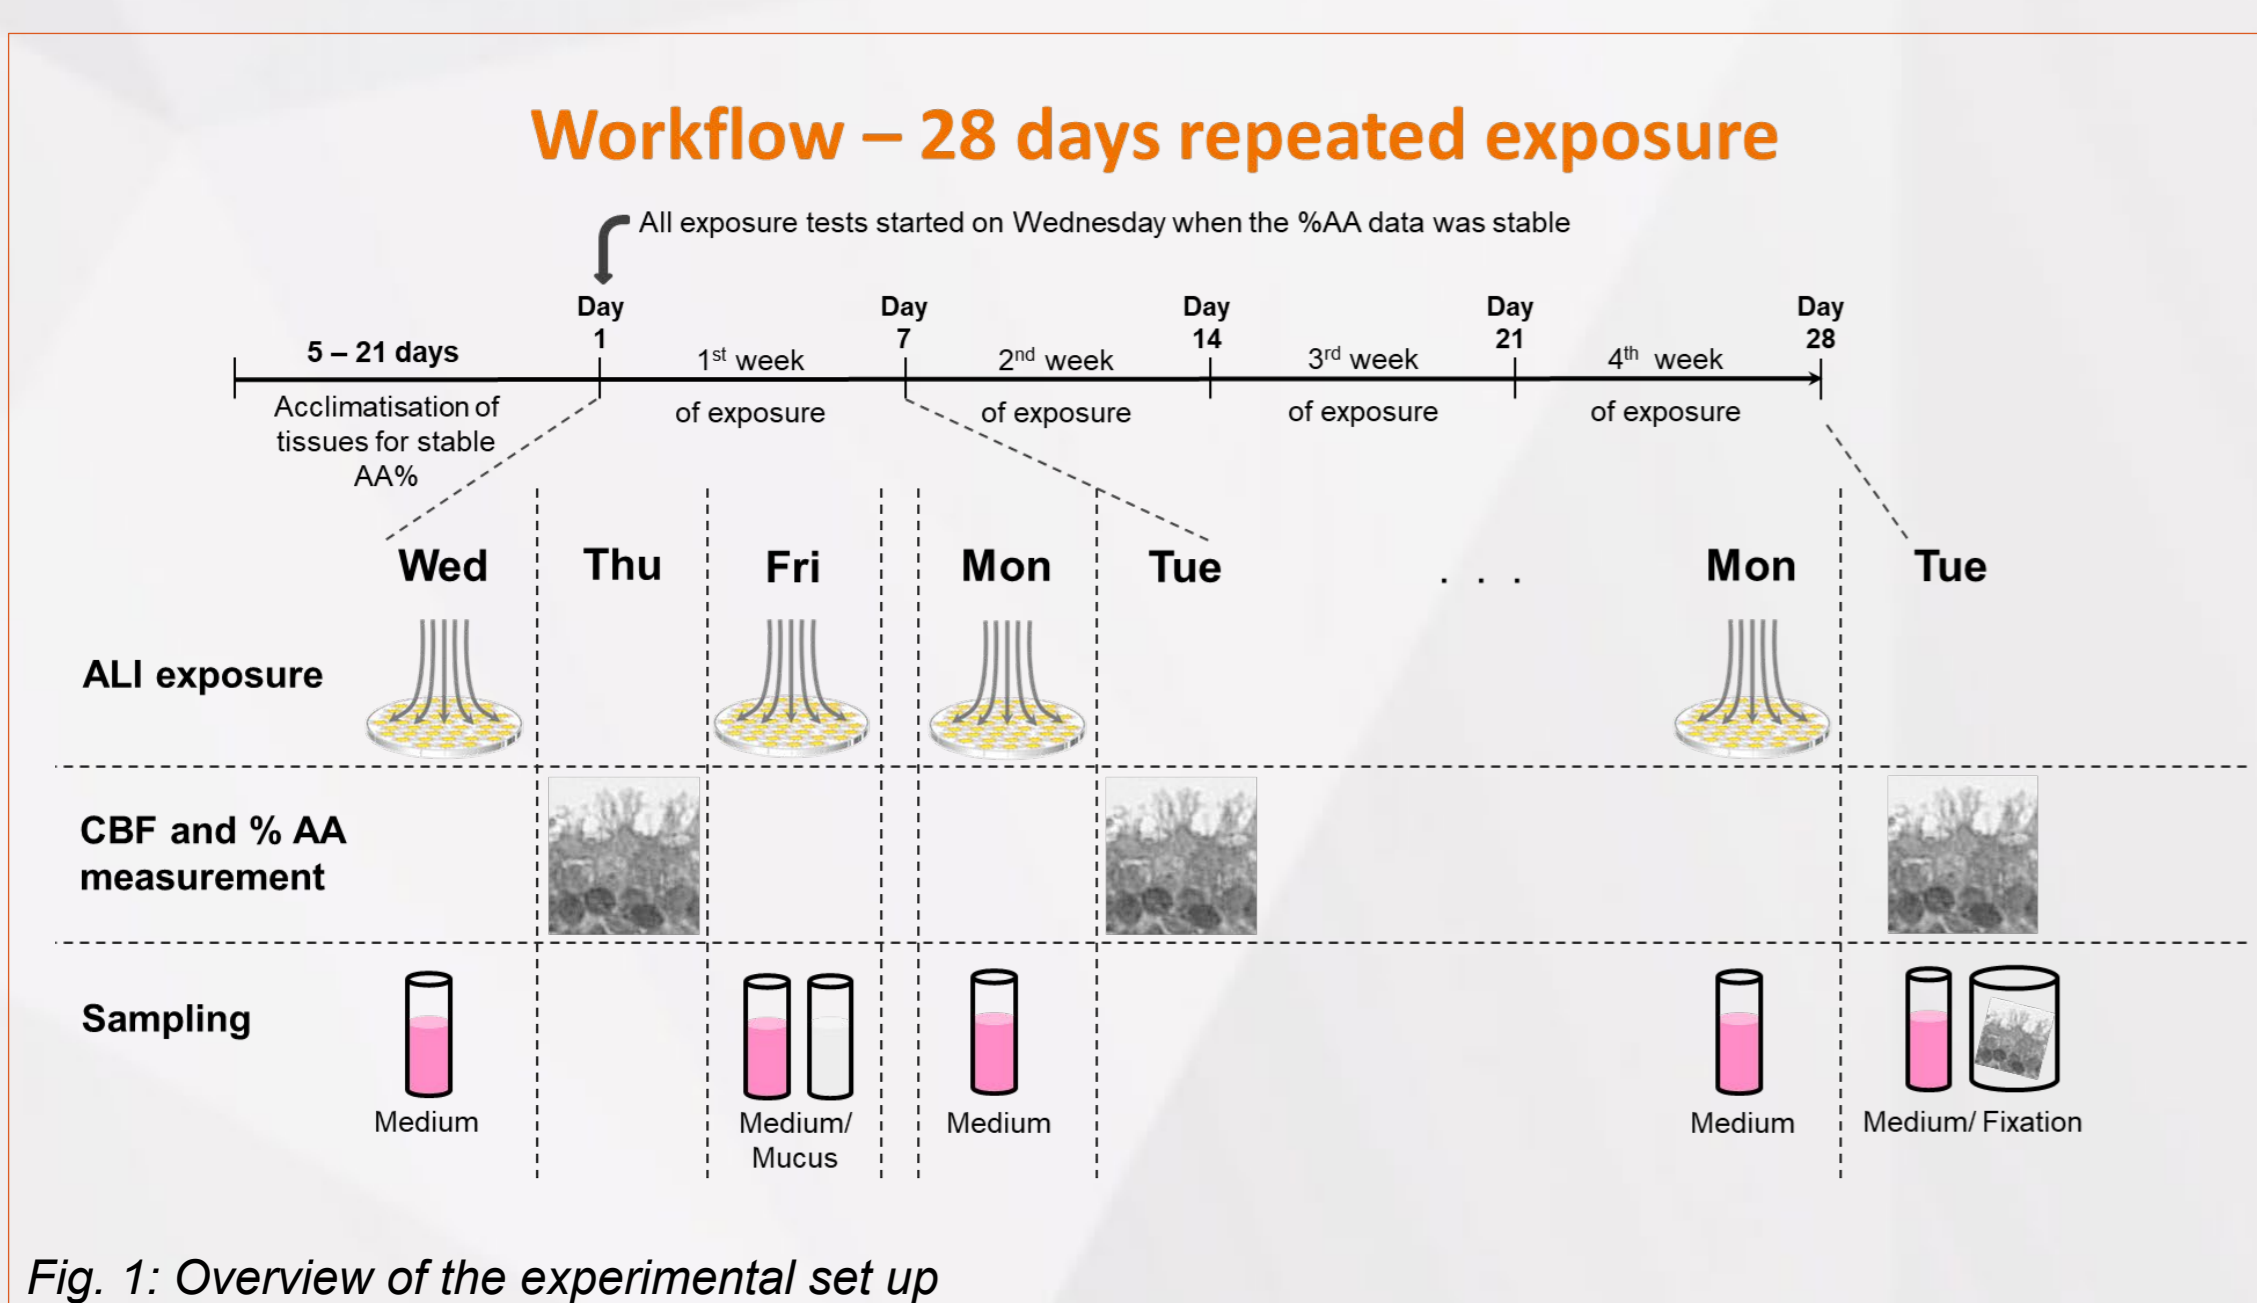 Workflow – 28 days repeated exposure
All exposure tests started on Wednesday when the %AA data was stable
Day
1
Day
7
Day
14
Day
21
Day
28
5 – 21 days
1st week
2nd week
3rd week
4th week
Acclimatisation of
tissues for stable
AA%
of exposure
of exposure
of exposure
of exposure
Wed
Thu
Fri
Mon
Tue
. . .
Mon
Tue
ALI exposure
CBF and % AA
measurement
Sampling
Medium
Medium/
Mucus
Medium
Medium
Medium/ Fixation
Fig. 1: Overview of the experimental set up